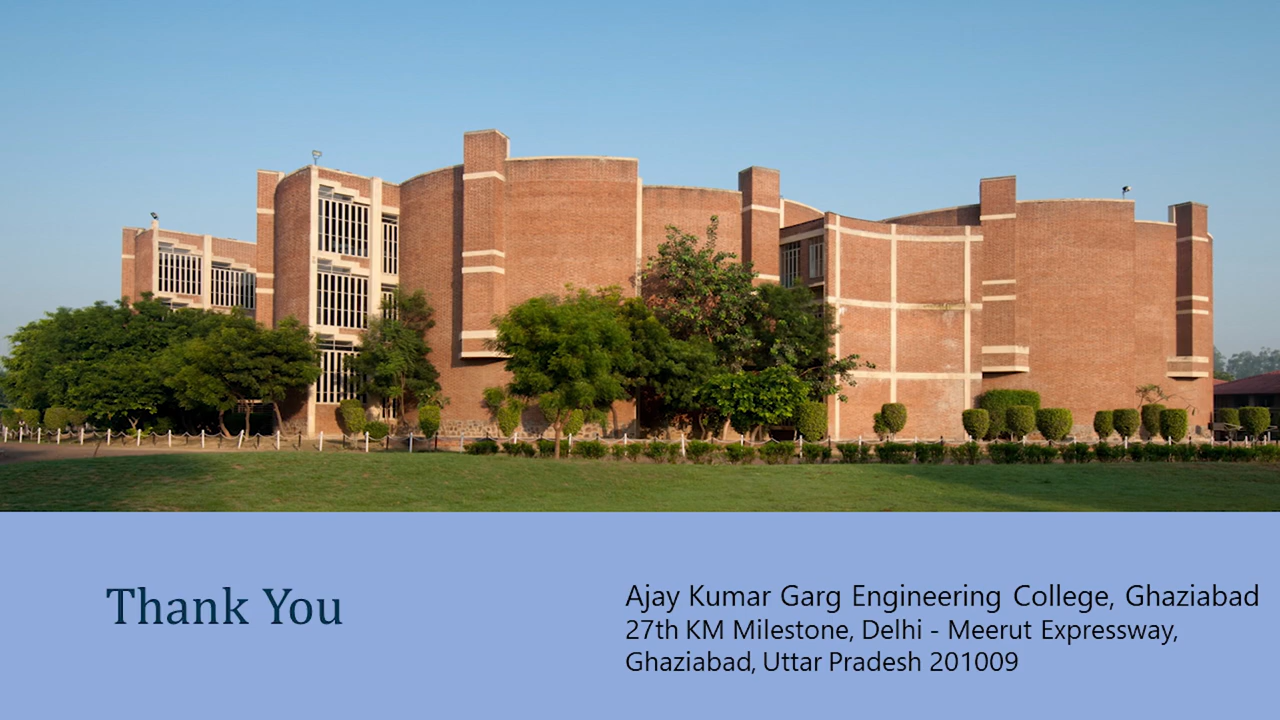 Thank You
Ajay Kumar Garg Engineering College, Ghaziabad
27th KM Milestone, Delhi - Meerut Expressway,
Ghaziabad, Uttar Pradesh 201009